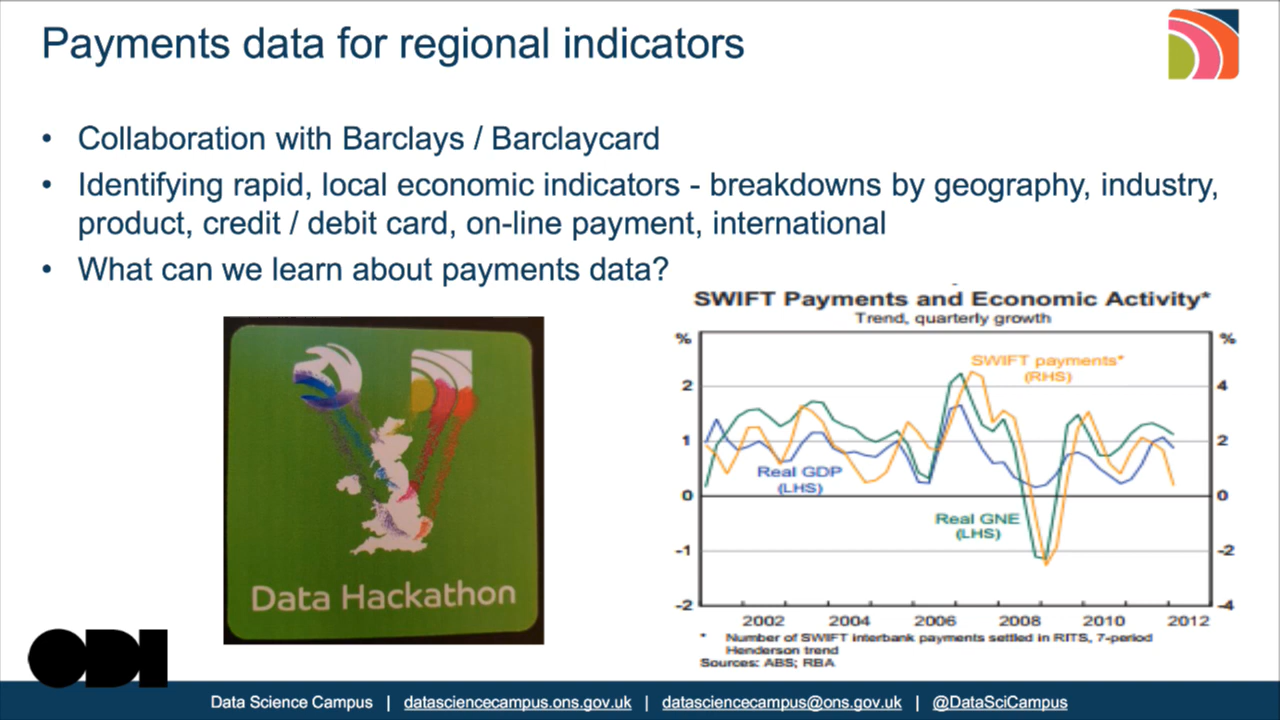 Payments data for regional indicators
• Collaboration with Barclays / Barclaycard
• Identifying rapid, local economic indicators - breakdowns by geography, industry,
product, credit / debit card, on-line payment, international
• What can we learn about payments data?
Data Hackathon
SWIFT Payments and Economic Activity*
Trend, quarterly growth
% %
SWIFT payments*
(RHS)
2 4
1 2
Real GDP
(LHS)
0 0
Real GNE
(LHS)
-1 -2
-2 -4
2002 2004 2006 2008 2010 2012
* Number of SWIFT interbank payments settled in RITS, 7-period
Henderson trend
Sources: ABS; RBA
ODI
Data Science Campus | datasciencecampus.ons.gov.uk | datasciencecampus@ons.gov.uk | @DataSciCampus